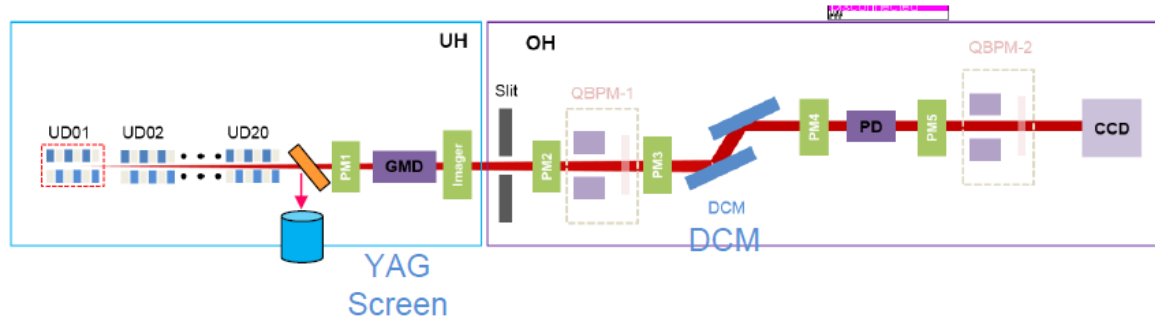 UH
OH
QBPM-2
Slit
QBPM-1
UD01
UD02
UD20
PM1
GMD
Imager
PM2
PM3
PM4
PD
PM5
CCD
DCM
DCM
YAG
Screen